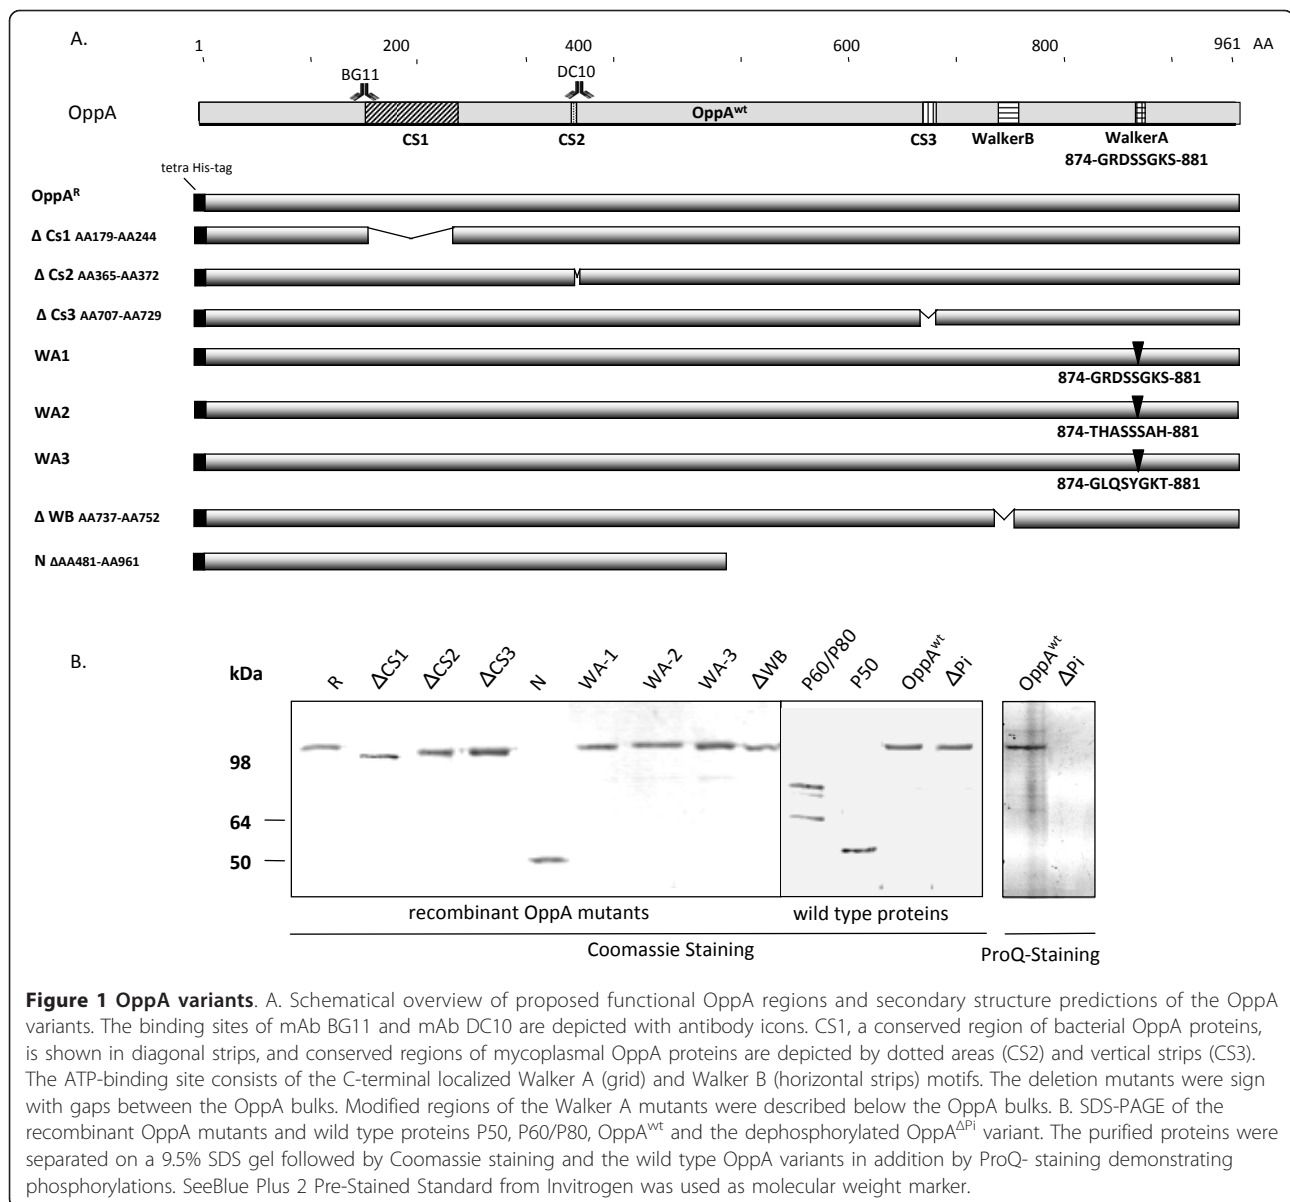 A.
1 200 400 600 800 961 AA
BG11 DC10
OppA OppAwt
CS1 CS2 CS3 WalkerB WalkerA
874-GRDSSGKS-881
tetra His-tag
OppAR
Δ Cs1 AA179-AA244
Δ Cs2 AA365-AA372
Δ Cs3 AA707-AA729
WA1
874-GRDSSGKS-881
WA2
874-THASSSAH-881
WA3
874-GLQSYGKT-881
Δ WB AA737-AA752
N ΔAA481-AA961
B.
kDa R ΔCS1 ΔCS2 ΔCS3 N WA-1 WA-2 WA-3 ΔWB P60/P80 P50 OppAwt ΔPi OppAwt ΔPi
98
64
50
recombinant OppA mutants wild type proteins
Coomassie Staining ProQ-Staining
Figure 1 OppA variants. A. Schematical overview of proposed functional OppA regions and secondary structure predictions of the OppA
variants. The binding sites of mAb BG11 and mAb DC10 are depicted with antibody icons. CS1, a conserved region of bacterial OppA proteins,
is shown in diagonal strips, and conserved regions of mycoplasmal OppA proteins are depicted by dotted areas (CS2) and vertical strips (CS3).
The ATP-binding site consists of the C-terminal localized Walker A (grid) and Walker B (horizontal strips) motifs. The deletion mutants were sign
with gaps between the OppA bulks. Modified regions of the Walker A mutants were described below the OppA bulks. B. SDS-PAGE of the
recombinant OppA mutants and wild type proteins P50, P60/P80, OppAwt and the dephosphorylated OppAΔPi variant. The purified proteins were
separated on a 9.5% SDS gel followed by Coomassie staining and the wild type OppA variants in addition by ProQ- staining demonstrating
phosphorylations. SeeBlue Plus 2 Pre-Stained Standard from Invitrogen was used as molecular weight marker.